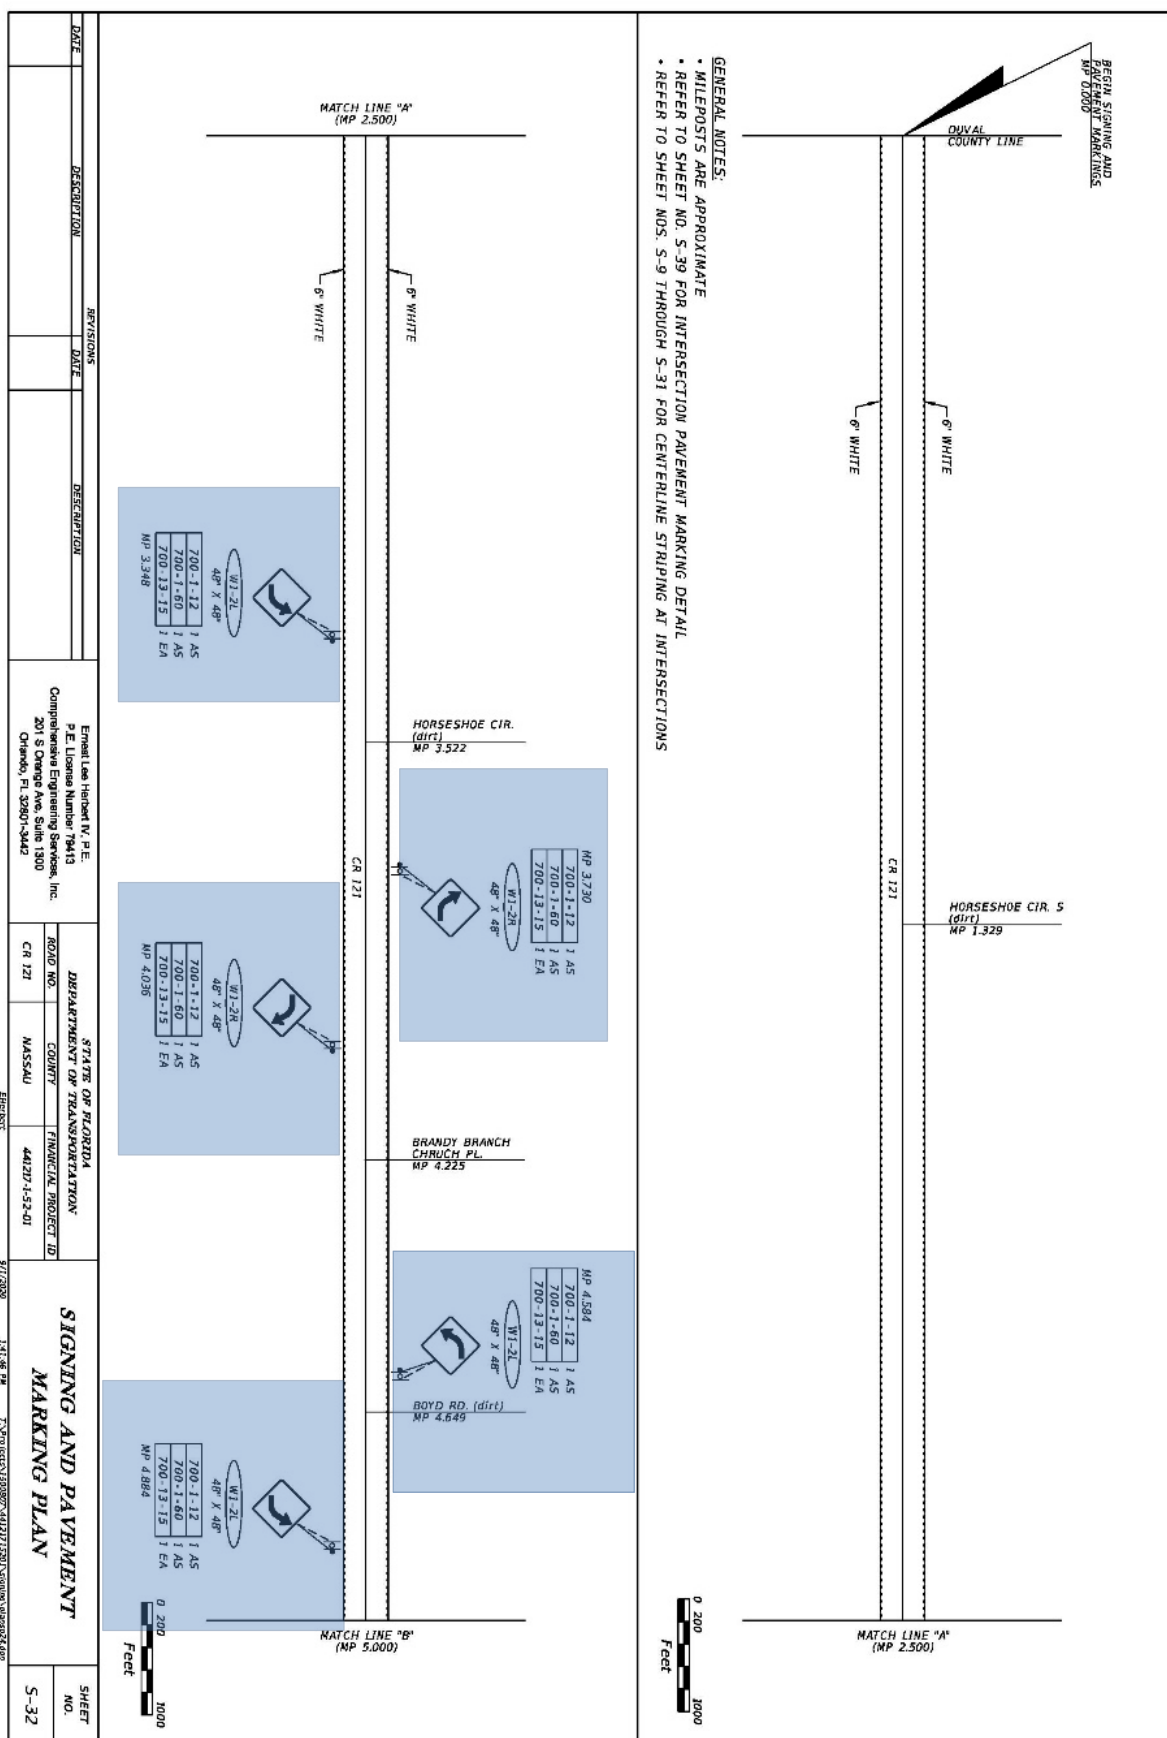 BEGIN SIGNING AND
PAVEMENT MARKINGS
MP 0.000
DUVAL
COUNTY LINE
6" WHITE
6" WHITE
CR 121
HORSESHOE CIR. S
(dirt)
MP 1.329
MATCH LINE "A"
(MP 2.500)
0 200 1000
Feet
GENERAL NOTES:
• MILEPOSTS ARE APPROXIMATE
• REFER TO SHEET NO. S-39 FOR INTERSECTION PAVEMENT MARKING DETAIL
• REFER TO SHEET NOS. S-9 THROUGH S-31 FOR CENTERLINE STRIPING AT INTERSECTIONS
MATCH LINE "A"
(MP 2.500)
6" WHITE
6" WHITE
W1-2L
48" X 48"
700-1-12 1 AS
700-1-60 1 AS
700-13-15 1 EA
MP 3.348
HORSESHOE CIR.
(dirt)
MP 3.522
MP 3.730
700-1-12 1 AS
700-1-60 1 AS
700-13-15 1 EA
W1-2R
48" X 48"
CR 121
W1-2R
48" X 48"
700-1-12 1 AS
700-1-60 1 AS
700-13-15 1 EA
MP 4.036
BRANDY BRANCH
CHRUCH PL.
MP 4.225
MP 4.584
700-1-12 1 AS
700-1-60 1 AS
700-13-15 1 EA
W1-2L
48" X 48"
BOYD RD. (dirt)
MP 4.649
W1-2L
48" X 48"
700-1-12 1 AS
700-1-60 1 AS
700-13-15 1 EA
MP 4.884
MATCH LINE "B"
(MP 5.000)
0 200 1000
Feet
REVISIONS
DATE DESCRIPTION DATE DESCRIPTION
Ernest Lee Herbert IV, P.E.
P.E. License Number 79413
Comprehensive Engineering Services, Inc.
201 S Orange Ave, Suite 1300
Orlando, FL 32801-3442
STATE OF FLORIDA
DEPARTMENT OF TRANSPORTATION
ROAD NO. COUNTY FINANCIAL PROJECT ID
CR 121 NASSAU 441217-1-52-01
SIGNING AND PAVEMENT
MARKING PLAN
SHEET
NO.
S-32
9/1/2020